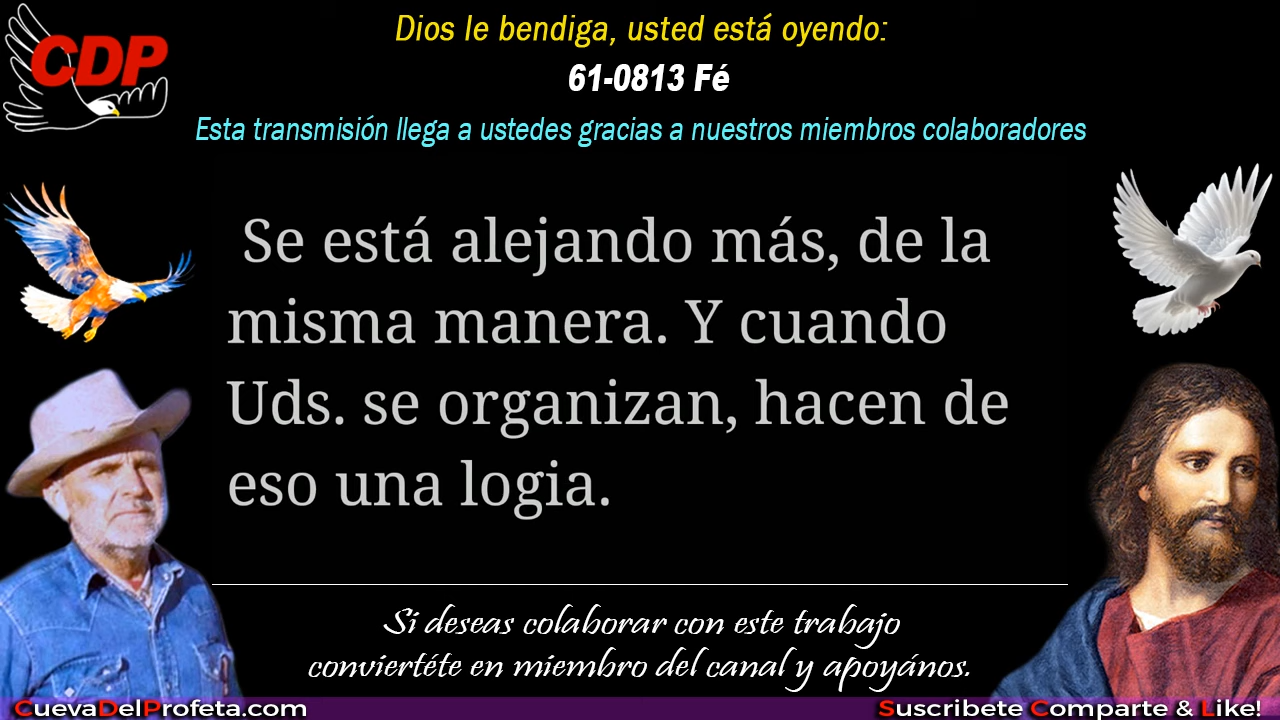 CDP
Dios le bendiga, usted está oyendo:
61-0813 Fé
Esta transmisión llega a ustedes gracias a nuestros miembros colaboradores
Se está alejando más, de la
misma manera. Y cuando
Uds. se organizan, hacen de
eso una logia.
Si deseas colaborar con este trabajo
conviertéte en miembro del canal y apoyános.
CuevaDelProfeta.com
Suscribete Comparte & Like!